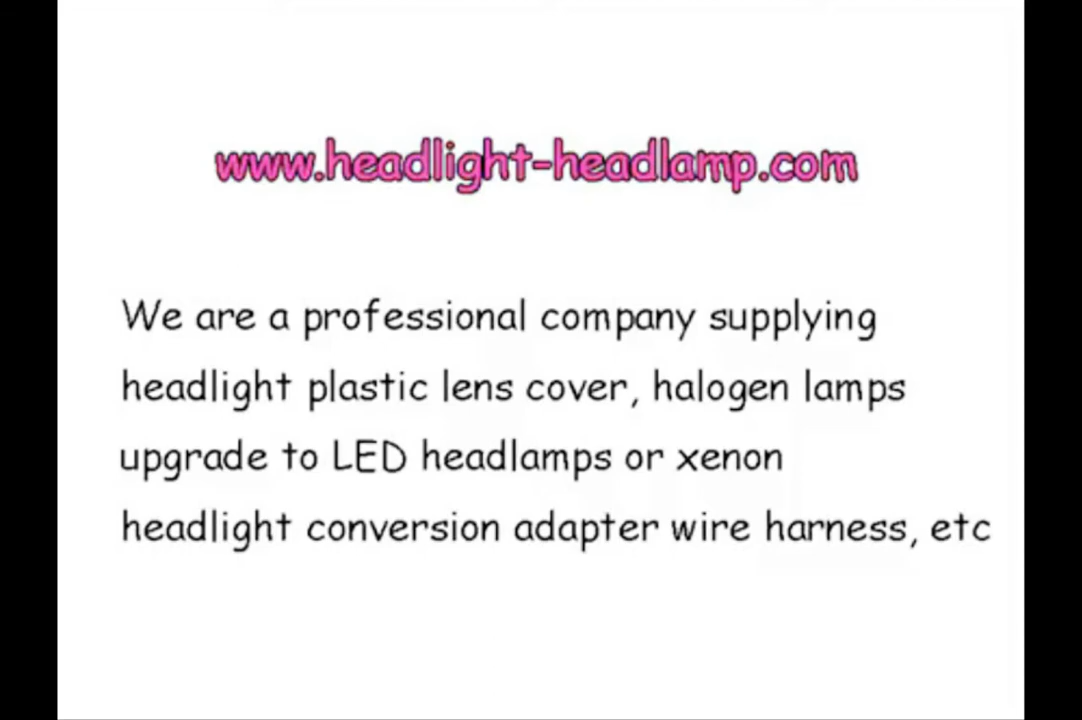 www.headlight-headlamp.com
We are a professional company supplying
headlight plastic lens cover, halogen lamps
upgrade to LED headlamps or xenon
headlight conversion adapter wire harness, etc